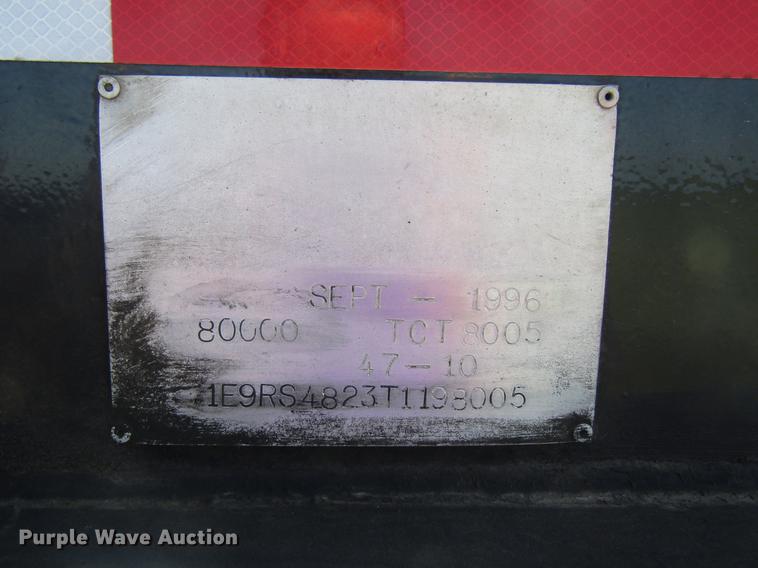 SEPT - 1996
80000 TCT 8005
47-10
1E9RS4823T1198005
Purple Wave Auction